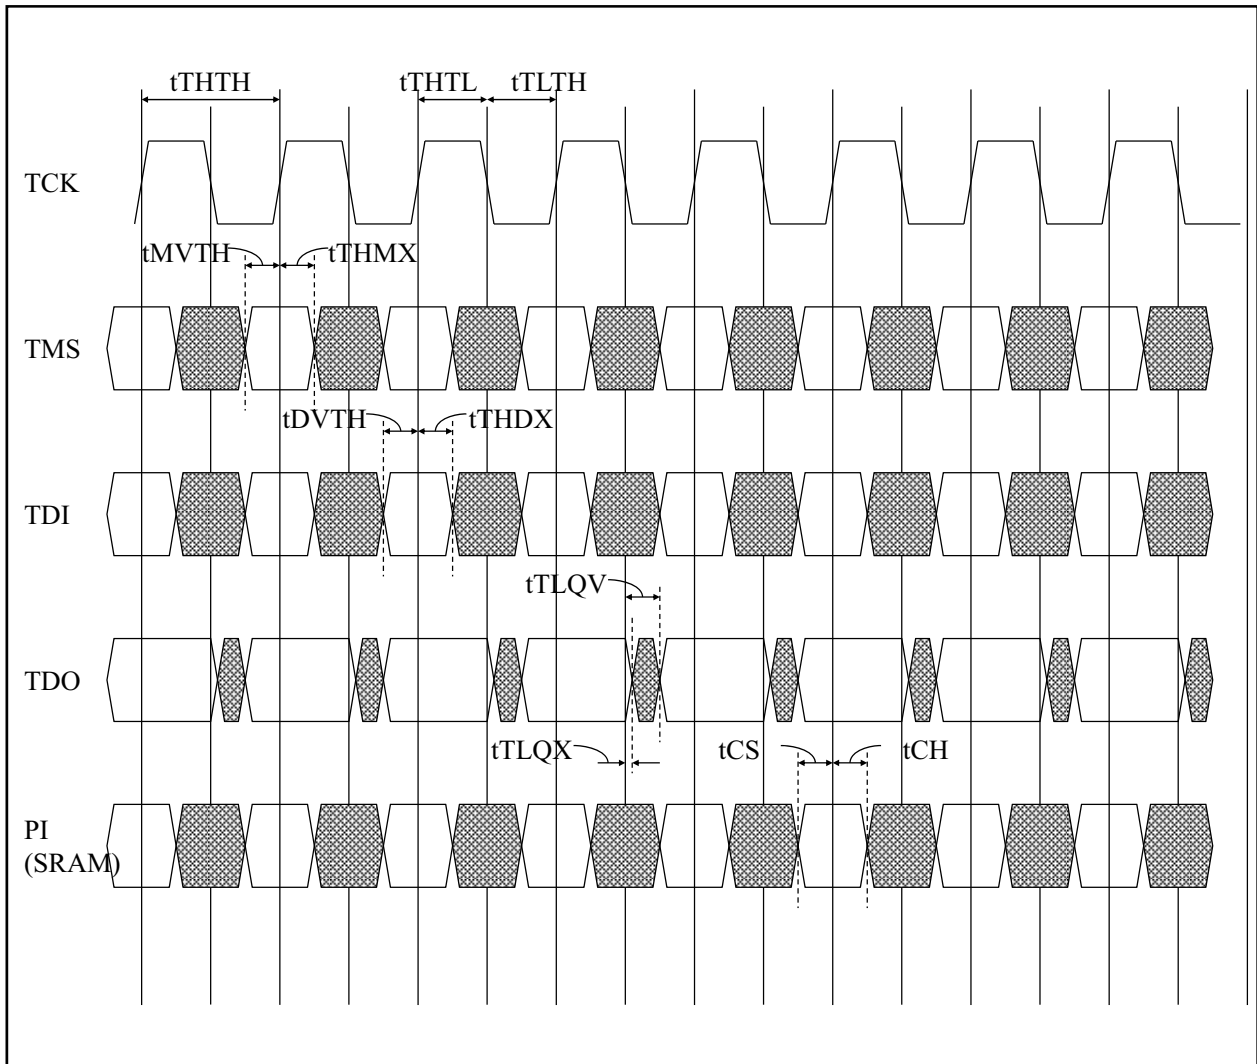 tTHTH tTHTL tTLTH
TCK
tMVTH tTHMX
TMS
tDVTH tTHDX
TDI
tTLQV
TDO
tTLQX tCS tCH
PI
(SRAM)